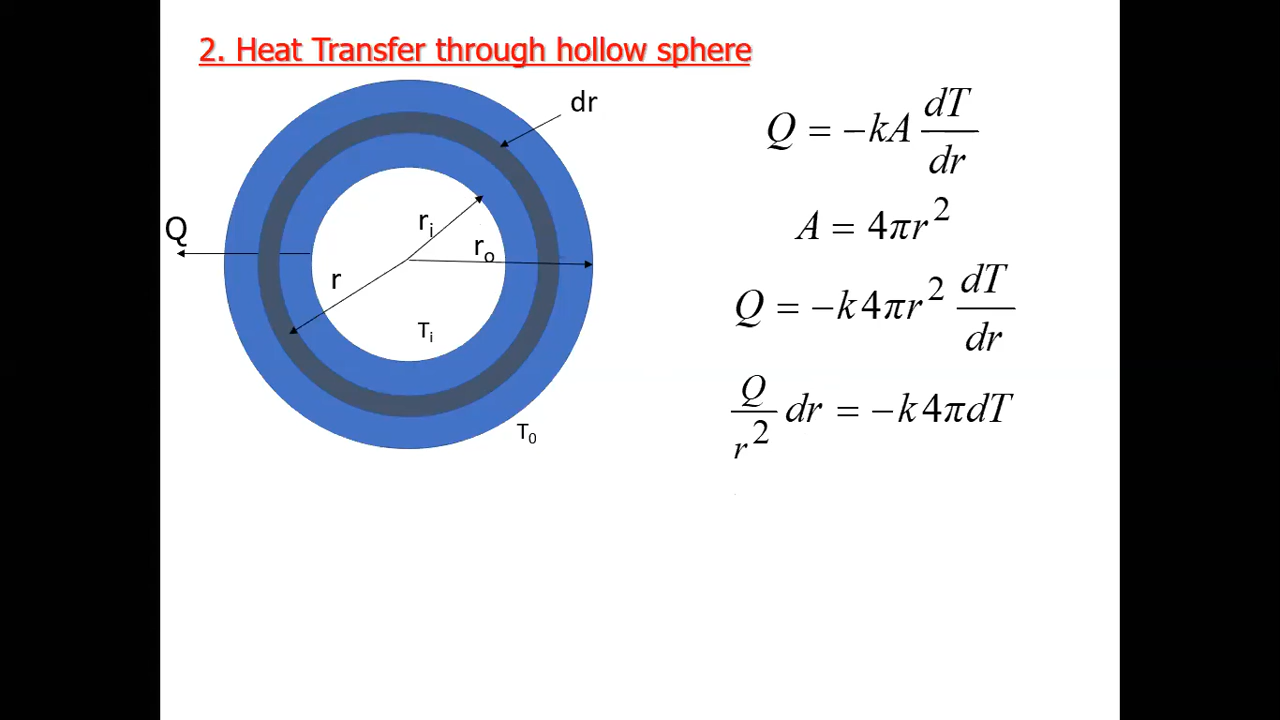 2. Heat Transfer through hollow sphere
dr
Q
rᵢ
rₒ
r
Tᵢ
T₀
Q = −kA dT/dr
A = 4πr²
Q = −k4πr² dT/dr
Q/r² dr = −k4πdT